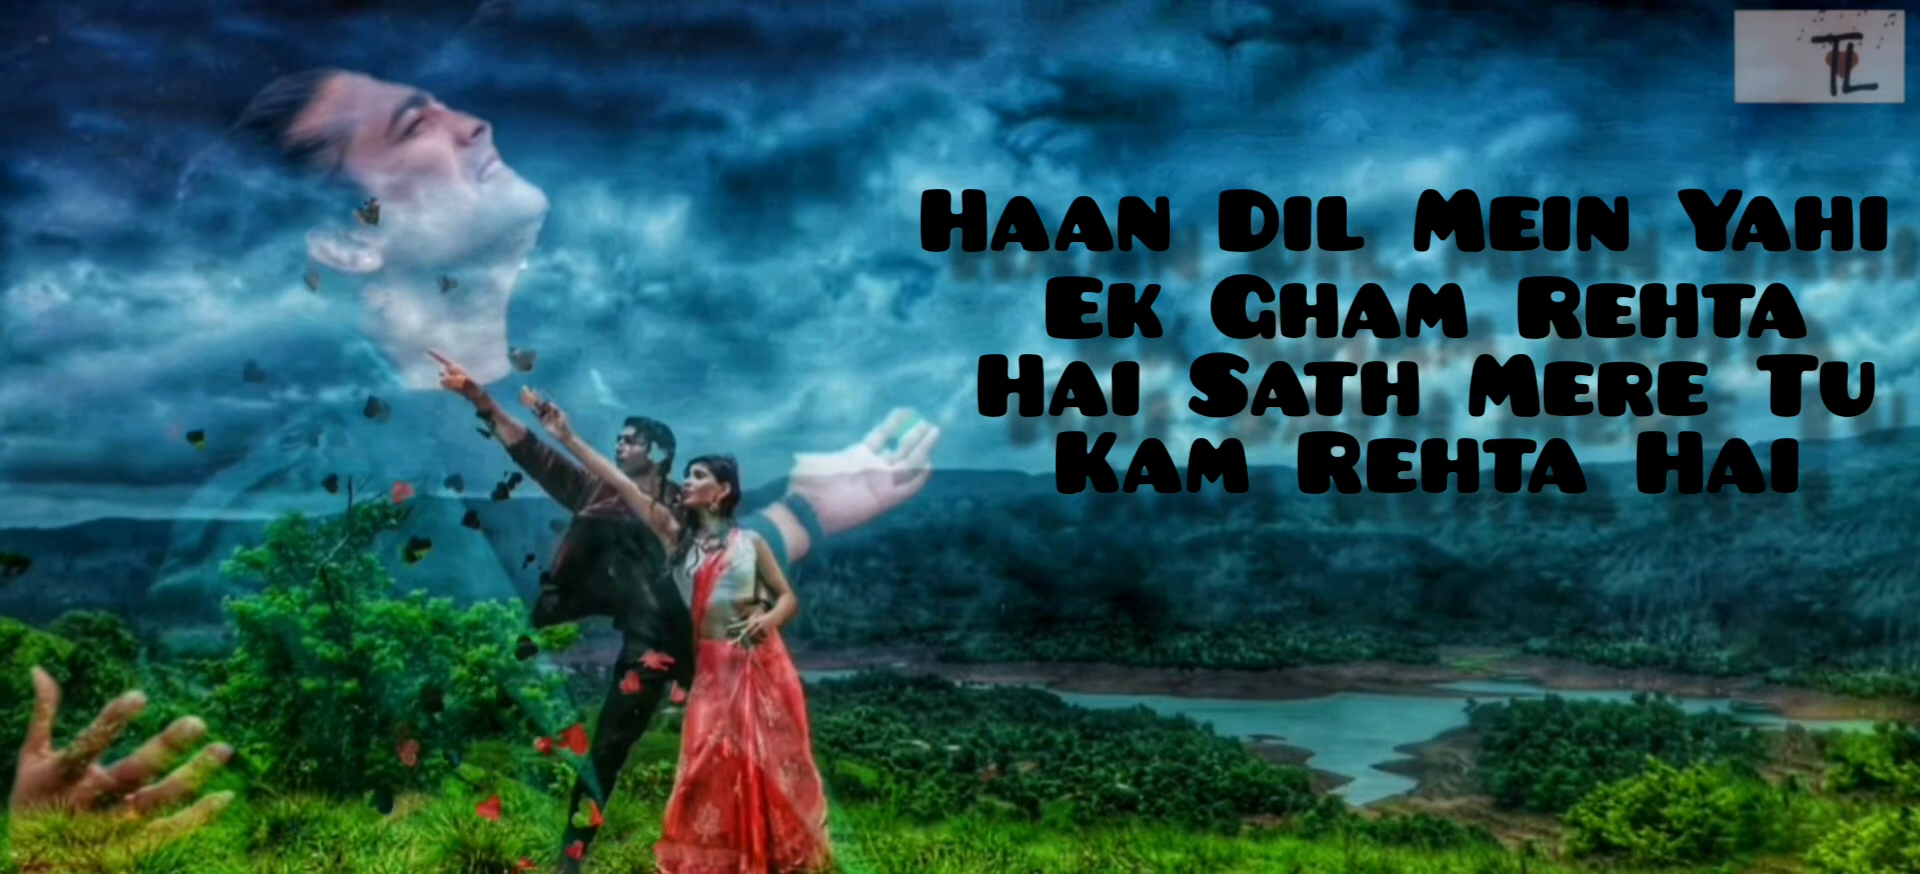 TL
Haan Dil Mein Yahi
Ek Gham Rehta
Hai Sath Mere Tu
Kam Rehta Hai